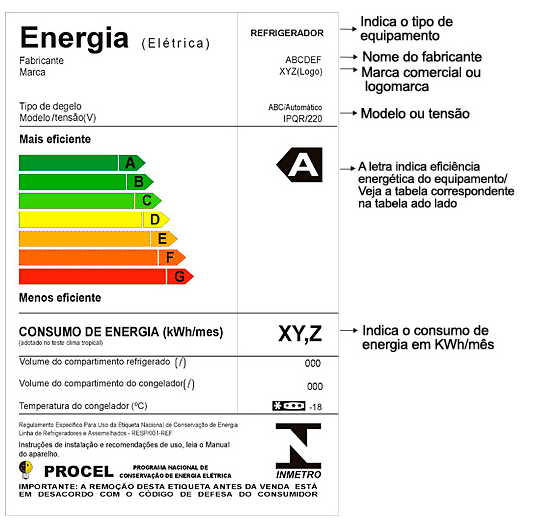 Energia (Elétrica)
REFRIGERADOR
Indica o tipo de
equipamento
Fabricante
ABCDEF
Nome do fabricante
Marca
XYZ(Logo)
Marca comercial ou
logomarca
Tipo de degelo
ABC/Automático
Modelo/tensão(V)
IPQR/220
Modelo ou tensão
Mais eficiente
A
B
C
D
E
F
G
Menos eficiente
A
A letra indica eficiência
energética do equipamento/
Veja a tabela correspondente
na tabela ado lado
CONSUMO DE ENERGIA (kWh/mes)
(adotado no teste clima tropical)
XY,Z
Indica o consumo de
energia em KWh/mês
Volume do compartimento refrigerado (ℓ)
000
Volume do compartimento do congelador(ℓ)
000
Temperatura do congelador (ºC)
-18
Regulamento Específico Para Uso da Etiqueta Nacional de Conservação de Energia
Linha de Refrigeradores e Assemelhados - RESP/001-REF
Instruções de instalação e recomendações de uso, leia o Manual
do aparelho.
PROCEL
PROGRAMA NACIONAL DE
CONSERVAÇÃO DE ENERGIA ELÉTRICA
INMETRO
IMPORTANTE: A REMOÇÃO DESTA ETIQUETA ANTES DA VENDA ESTÁ
EM DESACORDO COM O CÓDIGO DE DEFESA DO CONSUMIDOR